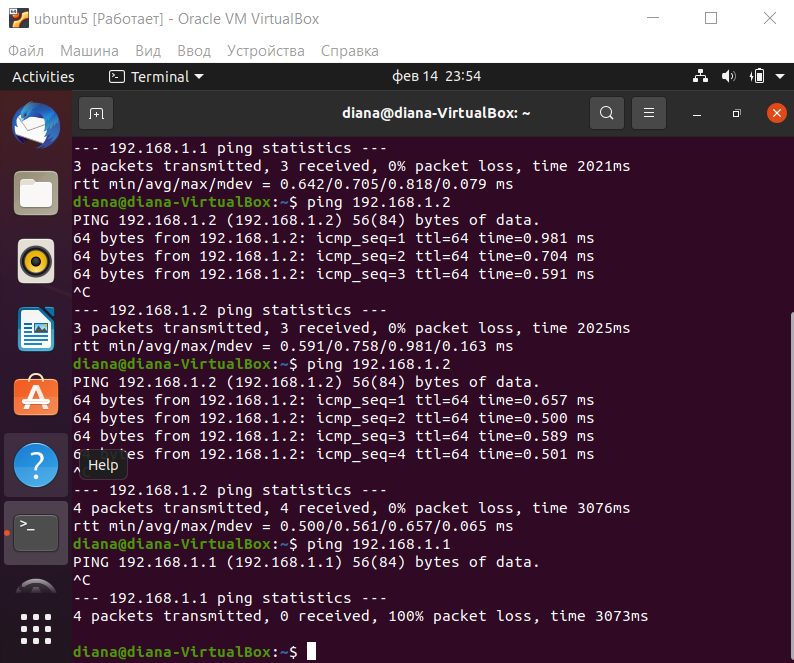 ubuntu5 [Работает] - Oracle VM VirtualBox
Файл Машина Вид Ввод Устройства Справка
Activities Terminal фев 14 23:54
diana@diana-VirtualBox: ~
--- 192.168.1.1 ping statistics ---
3 packets transmitted, 3 received, 0% packet loss, time 2021ms
rtt min/avg/max/mdev = 0.642/0.705/0.818/0.079 ms
diana@diana-VirtualBox:~$ ping 192.168.1.2
PING 192.168.1.2 (192.168.1.2) 56(84) bytes of data.
64 bytes from 192.168.1.2: icmp_seq=1 ttl=64 time=0.981 ms
64 bytes from 192.168.1.2: icmp_seq=2 ttl=64 time=0.704 ms
64 bytes from 192.168.1.2: icmp_seq=3 ttl=64 time=0.591 ms
^C
--- 192.168.1.2 ping statistics ---
3 packets transmitted, 3 received, 0% packet loss, time 2025ms
rtt min/avg/max/mdev = 0.591/0.758/0.981/0.163 ms
diana@diana-VirtualBox:~$ ping 192.168.1.2
PING 192.168.1.2 (192.168.1.2) 56(84) bytes of data.
64 bytes from 192.168.1.2: icmp_seq=1 ttl=64 time=0.657 ms
64 bytes from 192.168.1.2: icmp_seq=2 ttl=64 time=0.500 ms
64 bytes from 192.168.1.2: icmp_seq=3 ttl=64 time=0.589 ms
64 bytes from 192.168.1.2: icmp_seq=4 ttl=64 time=0.501 ms
^
Help
--- 192.168.1.2 ping statistics ---
4 packets transmitted, 4 received, 0% packet loss, time 3076ms
rtt min/avg/max/mdev = 0.500/0.561/0.657/0.065 ms
diana@diana-VirtualBox:~$ ping 192.168.1.1
PING 192.168.1.1 (192.168.1.1) 56(84) bytes of data.
^C
--- 192.168.1.1 ping statistics ---
4 packets transmitted, 0 received, 100% packet loss, time 3073ms
diana@diana-VirtualBox:~$